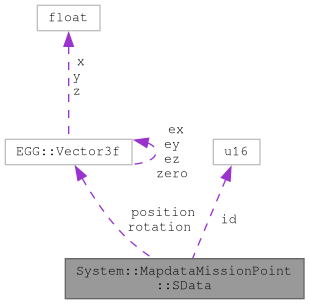 float
x
y
z
ex
ey
ez
zero
EGG::Vector3f
u16
position
rotation
id
System::MapdataMissionPoint
::SData